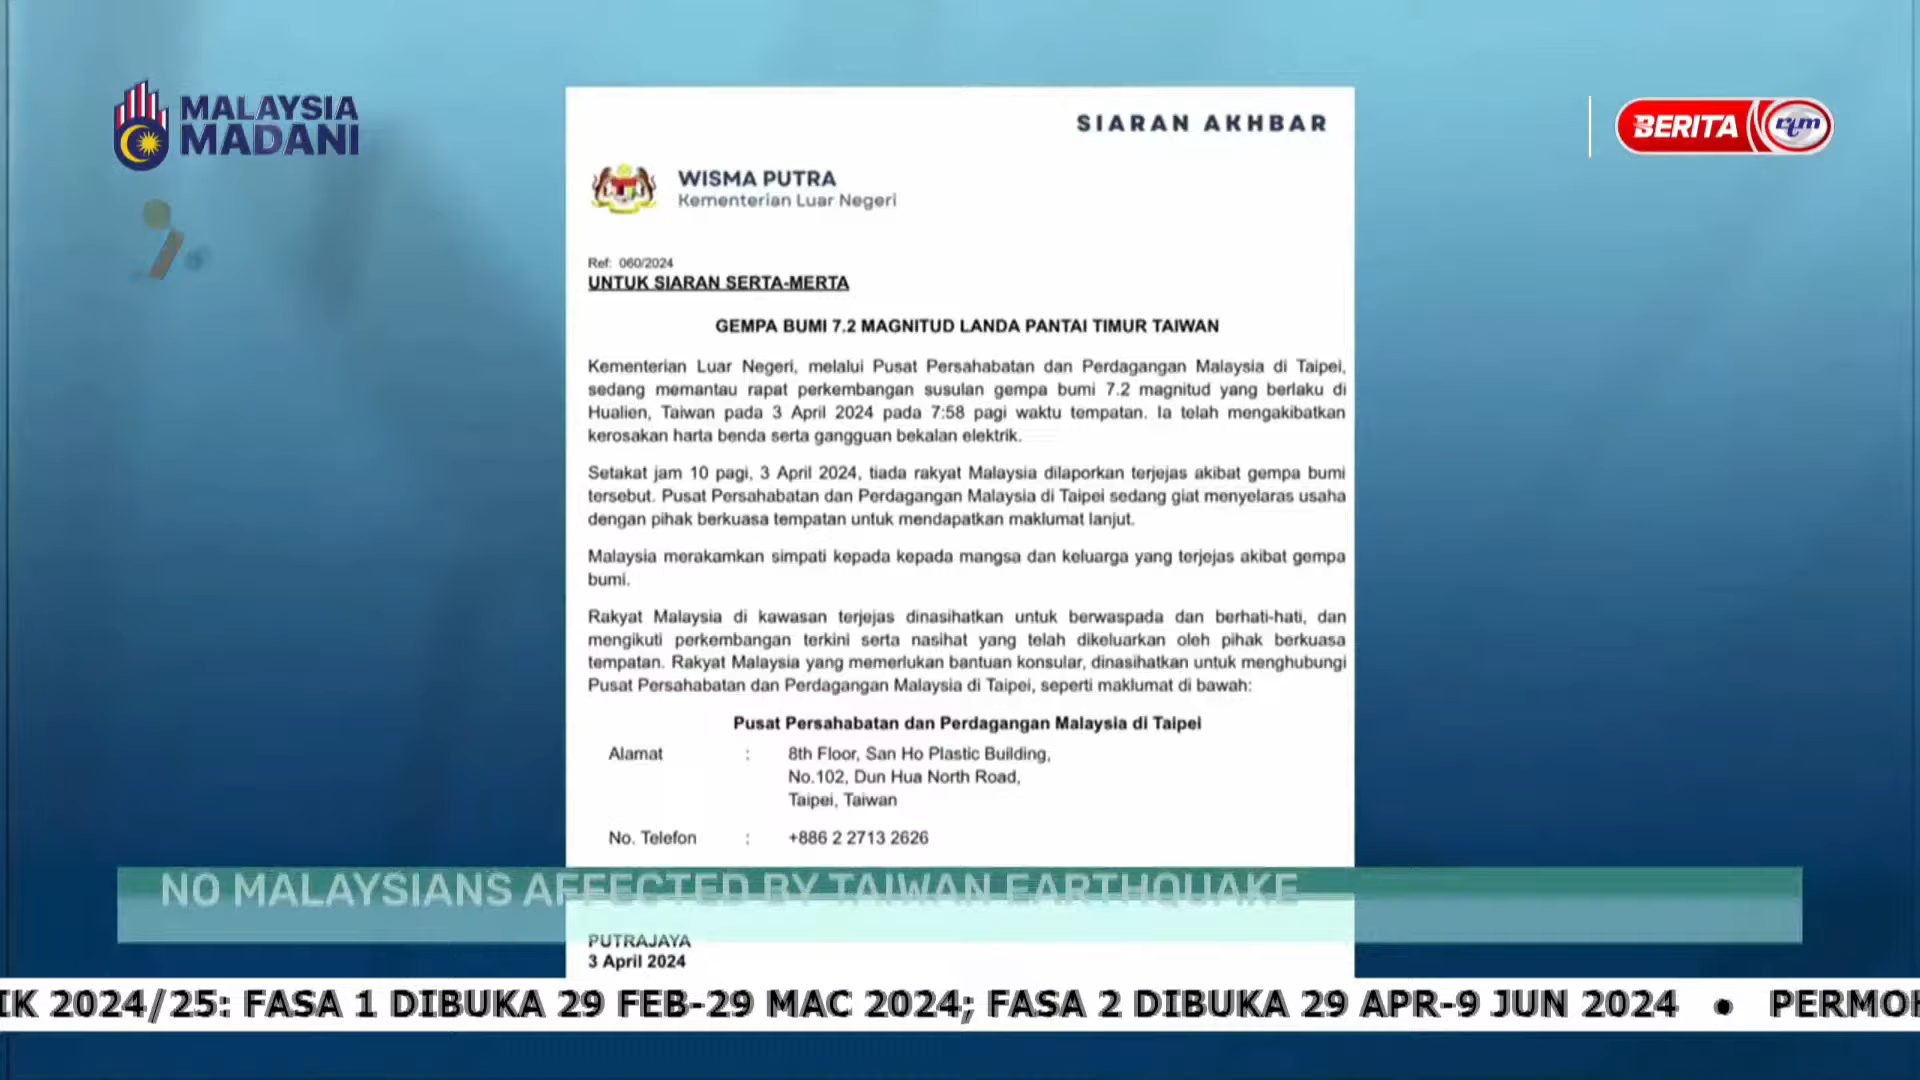 MALAYSIA
MADANI
BERITA rtm
SIARAN AKHBAR
WISMA PUTRA
Kementerian Luar Negeri
Ref: 060/2024
UNTUK SIARAN SERTA-MERTA
GEMPA BUMI 7.2 MAGNITUD LANDA PANTAI TIMUR TAIWAN
Kementerian Luar Negeri, melalui Pusat Persahabatan dan Perdagangan Malaysia di Taipei,
sedang memantau rapat perkembangan susulan gempa bumi 7.2 magnitud yang berlaku di
Hualien, Taiwan pada 3 April 2024 pada 7:58 pagi waktu tempatan. Ia telah mengakibatkan
kerosakan harta benda serta gangguan bekalan elektrik.
Setakat jam 10 pagi, 3 April 2024, tiada rakyat Malaysia dilaporkan terjejas akibat gempa bumi
tersebut. Pusat Persahabatan dan Perdagangan Malaysia di Taipei sedang giat menyelaras usaha
dengan pihak berkuasa tempatan untuk mendapatkan maklumat lanjut.
Malaysia merakamkan simpati kepada kepada mangsa dan keluarga yang terjejas akibat gempa
bumi.
Rakyat Malaysia di kawasan terjejas dinasihatkan untuk berwaspada dan berhati-hati, dan
mengikuti perkembangan terkini serta nasihat yang telah dikeluarkan oleh pihak berkuasa
tempatan. Rakyat Malaysia yang memerlukan bantuan konsular, dinasihatkan untuk menghubungi
Pusat Persahabatan dan Perdagangan Malaysia di Taipei, seperti maklumat di bawah:
Pusat Persahabatan dan Perdagangan Malaysia di Taipei
Alamat : 8th Floor, San Ho Plastic Building,
No.102, Dun Hua North Road,
Taipei, Taiwan
No. Telefon : +886 2 2713 2626
NO MALAYSIANS AFFECTED BY TAIWAN EARTHQUAKE
PUTRAJAYA
3 April 2024
IK 2024/25: FASA 1 DIBUKA 29 FEB-29 MAC 2024; FASA 2 DIBUKA 29 APR-9 JUN 2024 • PERMOH